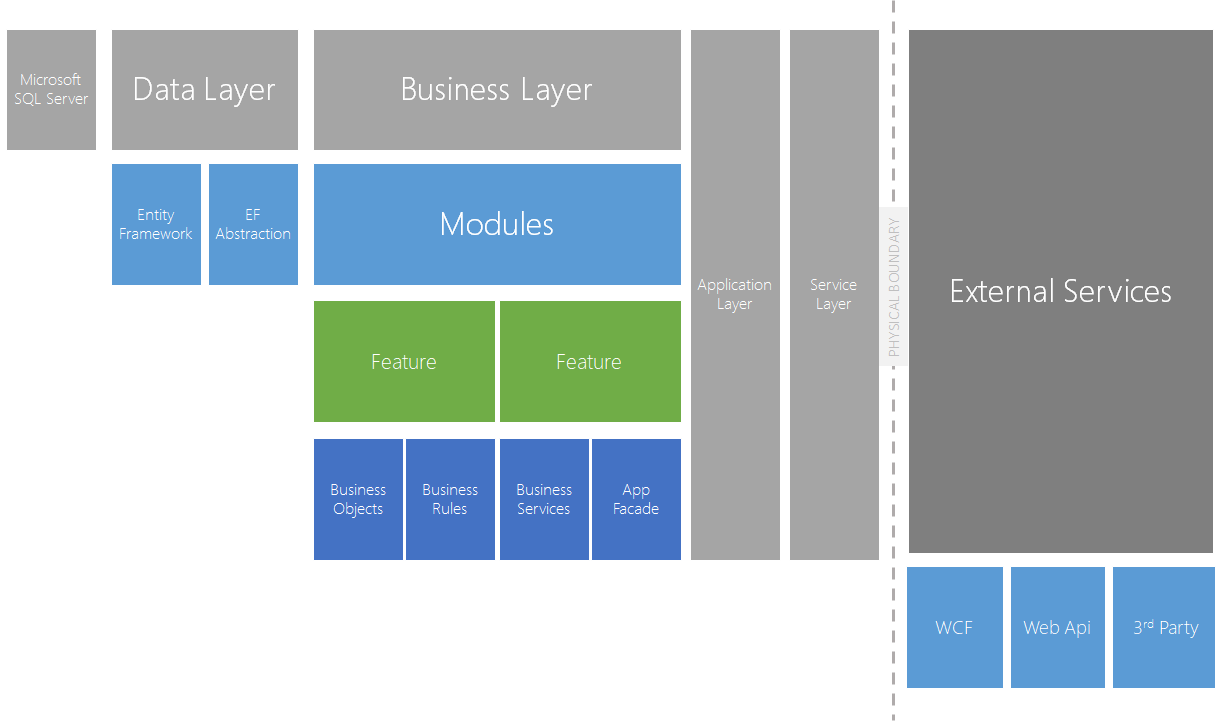 Microsoft
SQL Server
Data Layer
Business Layer
Entity
Framework
EF
Abstraction
Modules
Application
Layer
Service
Layer
PHYSICAL BOUNDARY
External Services
Feature
Feature
Business
Objects
Business
Rules
Business
Services
App
Facade
WCF
Web Api
3rd Party